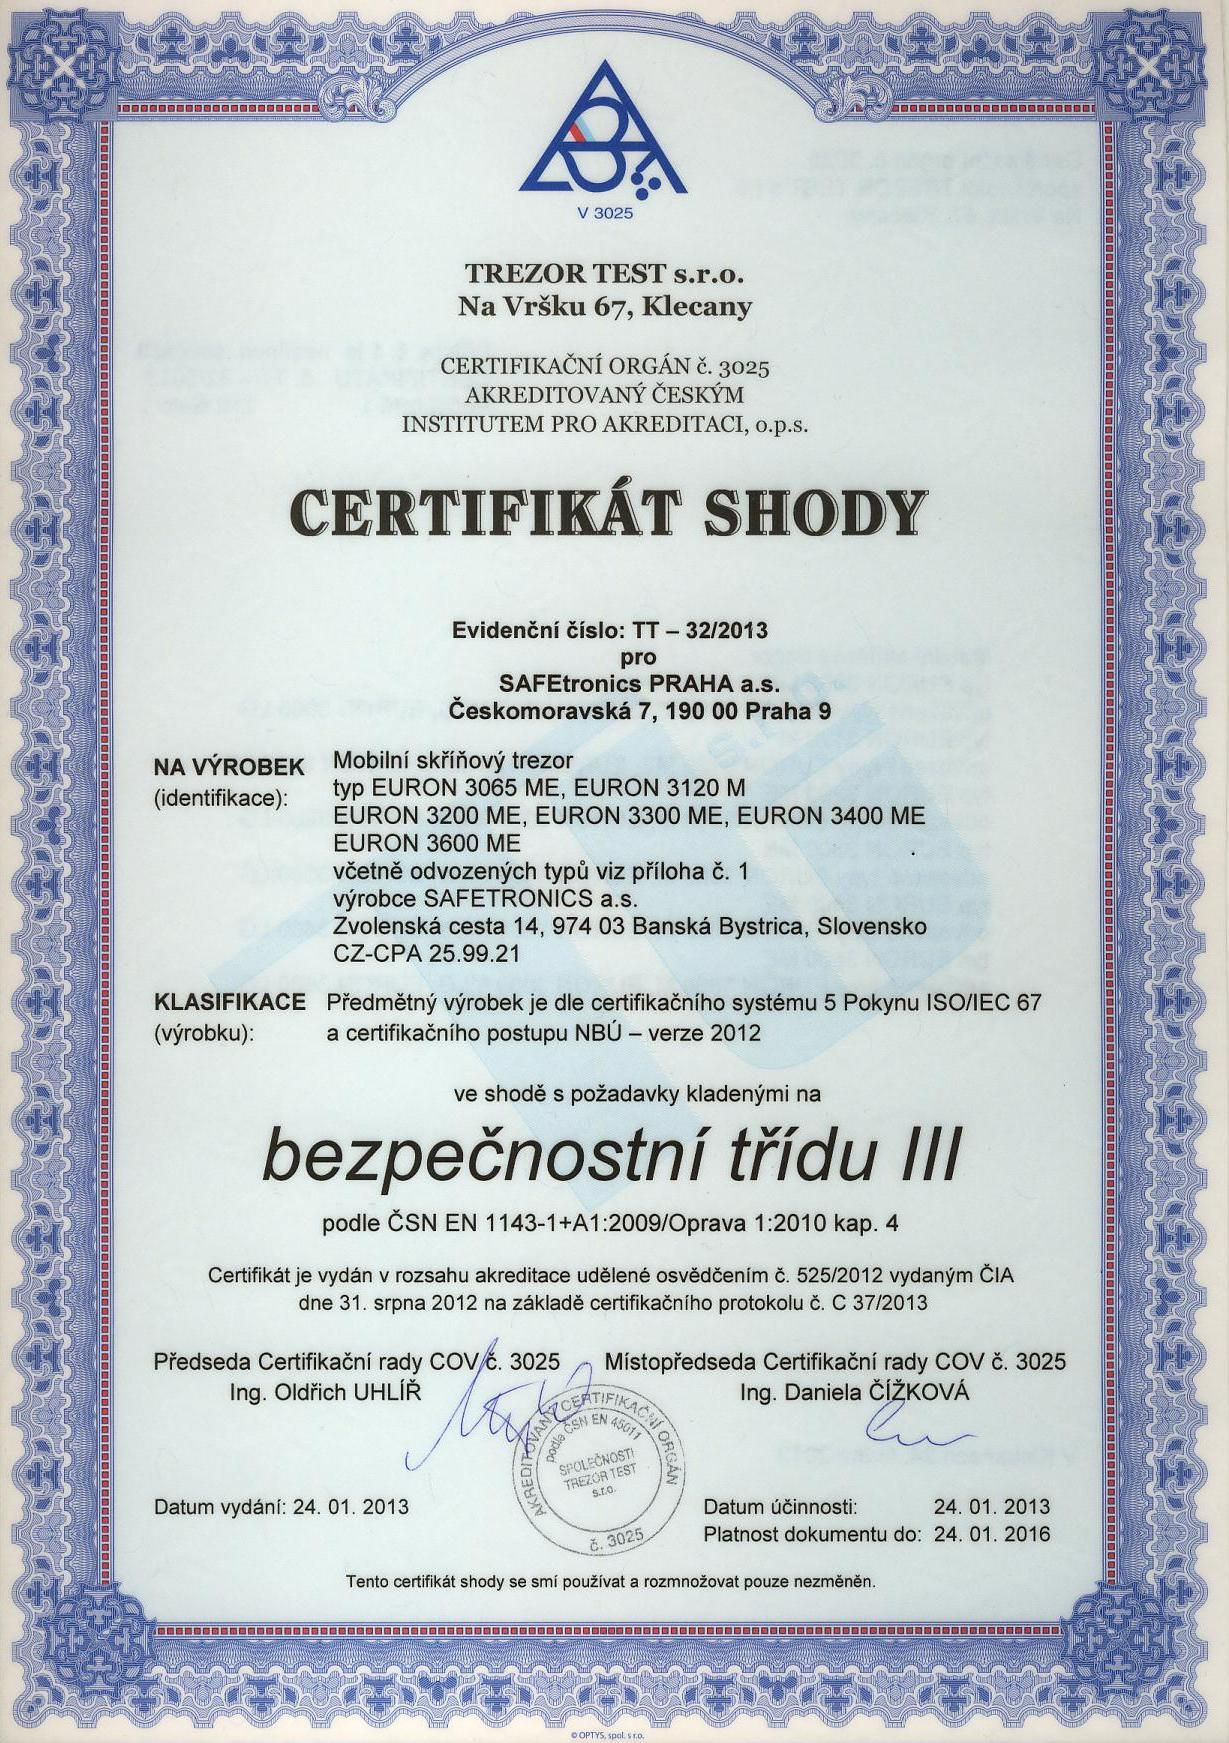 V 3025
TREZOR TEST s.r.o.
Na Vršku 67, Klecany
CERTIFIKAČNÍ ORGÁN č. 3025
AKREDITOVANÝ ČESKÝM
INSTITUTEM PRO AKREDITACI, o.p.s.
CERTIFIKÁT SHODY
Evidenční číslo: TT – 32/2013
pro
SAFEtronics PRAHA a.s.
Českomoravská 7, 190 00 Praha 9
NA VÝROBEK
(identifikace):
Mobilní skříňový trezor
typ EURON 3065 ME, EURON 3120 M
EURON 3200 ME, EURON 3300 ME, EURON 3400 ME
EURON 3600 ME
včetně odvozených typů viz příloha č. 1
výrobce SAFETRONICS a.s.
Zvolenská cesta 14, 974 03 Banská Bystrica, Slovensko
CZ-CPA 25.99.21
KLASIFIKACE Předmětný výrobek je dle certifikačního systému 5 Pokynu ISO/IEC 67
(výrobku): a certifikačního postupu NBÚ – verze 2012
ve shodě s požadavky kladenými na
bezpečnostní třídu III
podle ČSN EN 1143-1+A1:2009/Oprava 1:2010 kap. 4
Certifikát je vydán v rozsahu akreditace udělené osvědčením č. 525/2012 vydaným ČIA
dne 31. srpna 2012 na základě certifikačního protokolu č. C 37/2013
Předseda Certifikační rady COV č. 3025
Ing. Oldřich UHLÍŘ
Místopředseda Certifikační rady COV č. 3025
Ing. Daniela ČÍŽKOVÁ
AKREDITOVANÝ CERTIFIKAČNÍ ORGÁN
podle ČSN EN 45011
SPOLEČNOSTI
TREZOR TEST
s.r.o.
č. 3025
Datum vydání: 24. 01. 2013
Datum účinnosti: 24. 01. 2013
Platnost dokumentu do: 24. 01. 2016
Tento certifikát shody se smí používat a rozmnožovat pouze nezměněn.
© OPTYS, spol. s r.o.